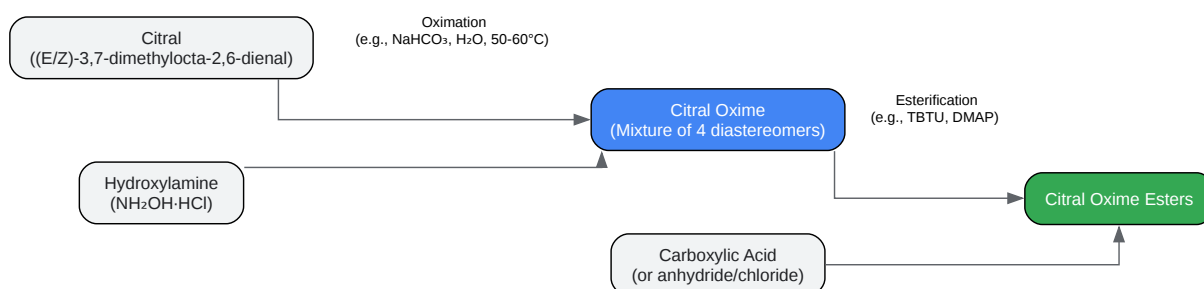 Citral
((E/Z)-3,7-dimethylocta-2,6-dienal)
Oximation
(e.g., NaHCO₃, H₂O, 50-60°C)
Hydroxylamine
(NH₂OH·HCl)
Citral Oxime
(Mixture of 4 diastereomers)
Esterification
(e.g., TBTU, DMAP)
Carboxylic Acid
(or anhydride/chloride)
Citral Oxime Esters